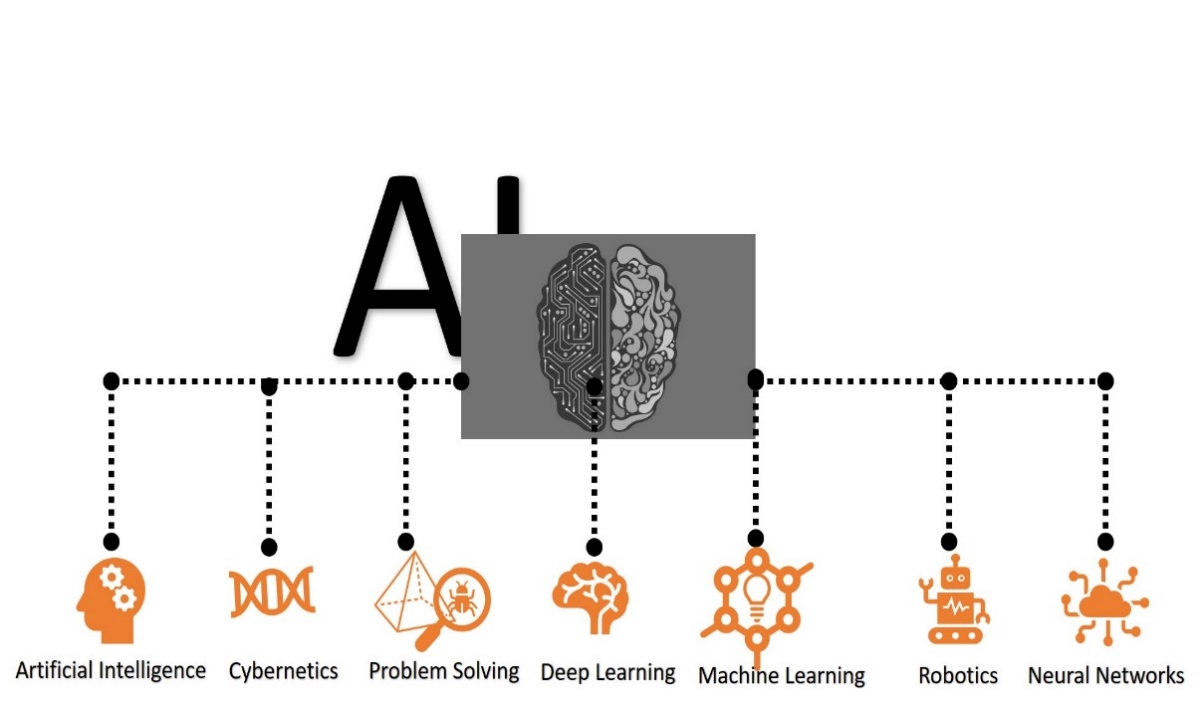 AI
Artificial Intelligence
Cybernetics
Problem Solving
Deep Learning
Machine Learning
Robotics
Neural Networks